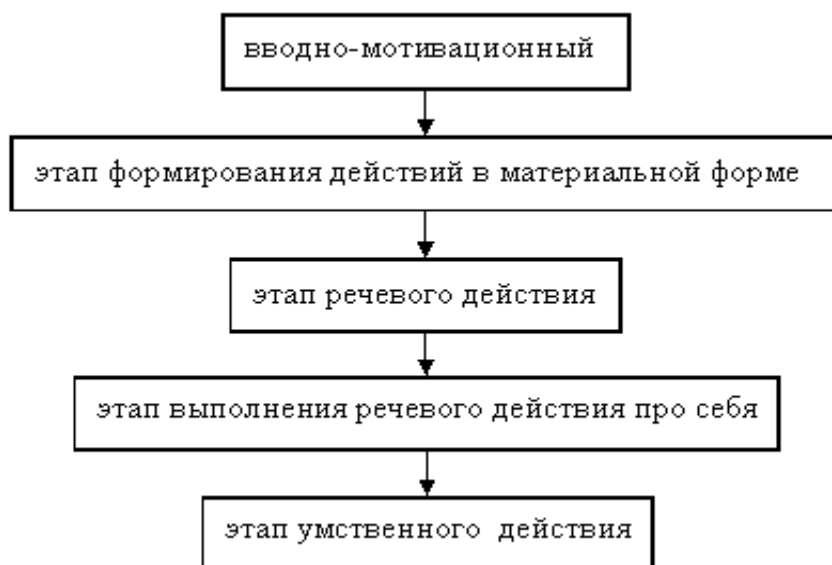 вводно-мотивационный
этап формирования действий в материальной форме
этап речевого действия
этап выполнения речевого действия про себя
этап умственного действия